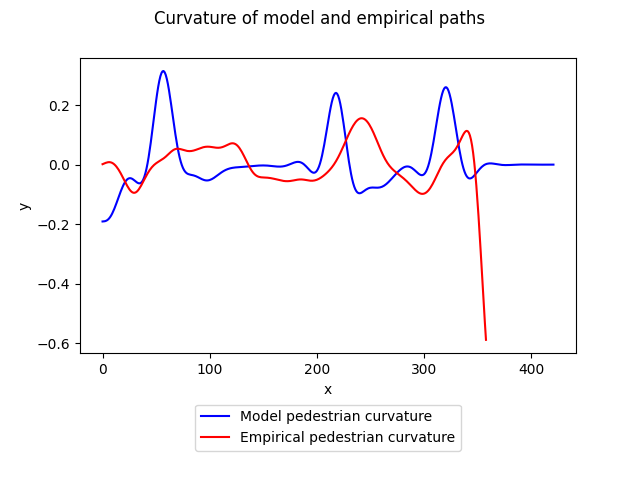 Curvature of model and empirical paths
0.2
0.0
−0.2
−0.4
−0.6
y
0 100 200 300 400
x
Model pedestrian curvature
Empirical pedestrian curvature